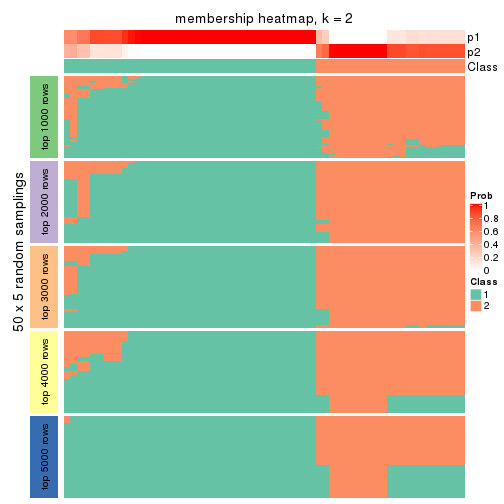 membership heatmap, k = 2
p1
p2
Class
50 x 5 random samplings
top 1000 rows
top 2000 rows
top 3000 rows
top 4000 rows
top 5000 rows
Prob
1
0.8
0.6
0.4
0.2
0
Class
1
2